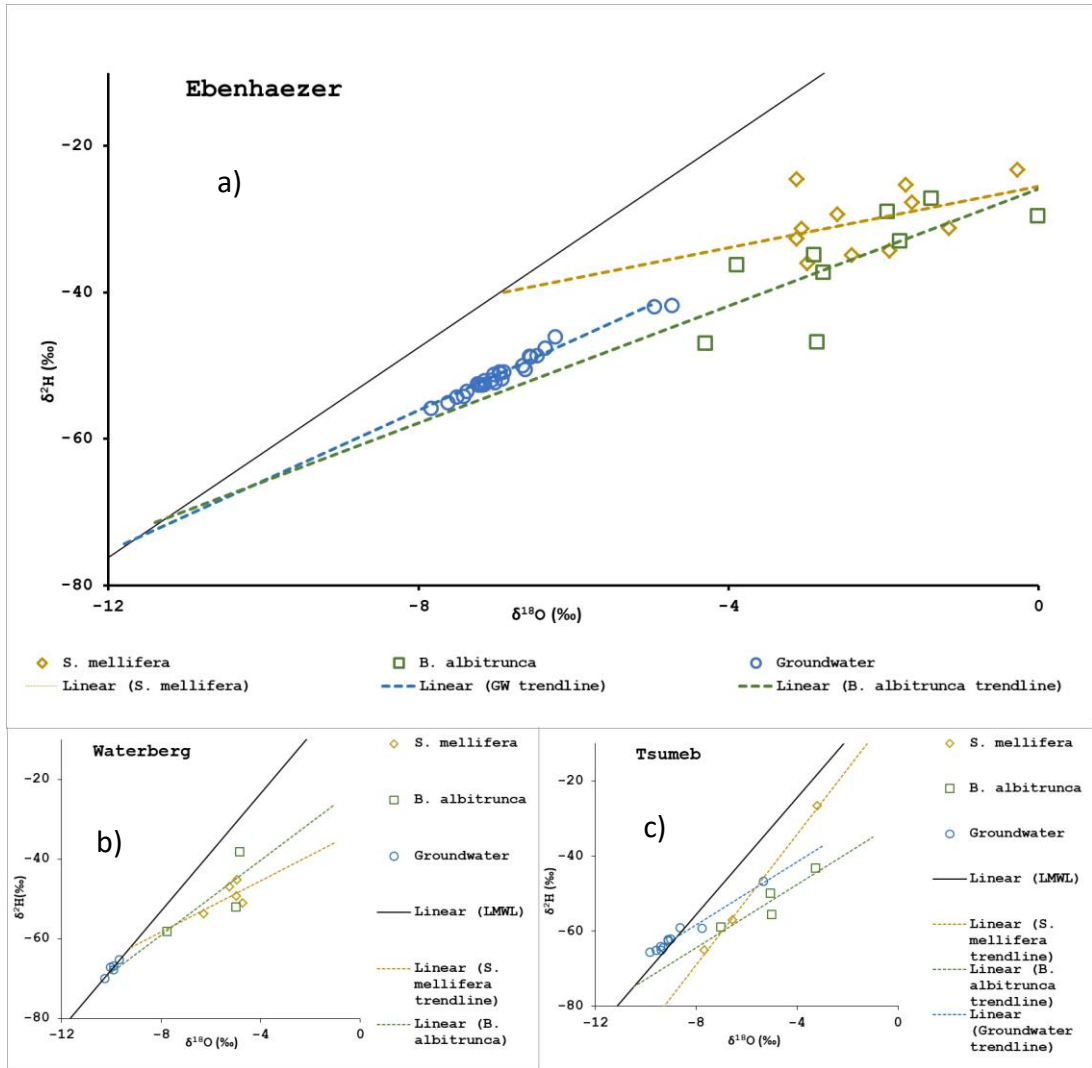 Ebenhaezer
a)
-20
-40
-60
-80
δ²H (‰)
-12
-8
-4
0
δ¹⁸O (‰)
S. mellifera
B. albitrunca
Groundwater
Linear (S. mellifera)
Linear (GW trendline)
Linear (B. albitrunca trendline)
Waterberg
b)
-20
-40
-60
-80
δ²H(‰)
-12
-8
-4
0
δ¹⁸O (‰)
S. mellifera
B. albitrunca
Groundwater
Linear (LMWL)
Linear (S.
mellifera
trendline)
Linear (B.
albitrunca)
Tsumeb
c)
-20
-40
-60
-80
δ²H (‰)
-12
-8
-4
0
δ¹⁸O (‰)
S. mellifera
B. albitrunca
Groundwater
Linear (LMWL)
Linear (S.
mellifera
trendline)
Linear (B.
albitrunca
trendline)
Linear
(Groundwater
trendline)